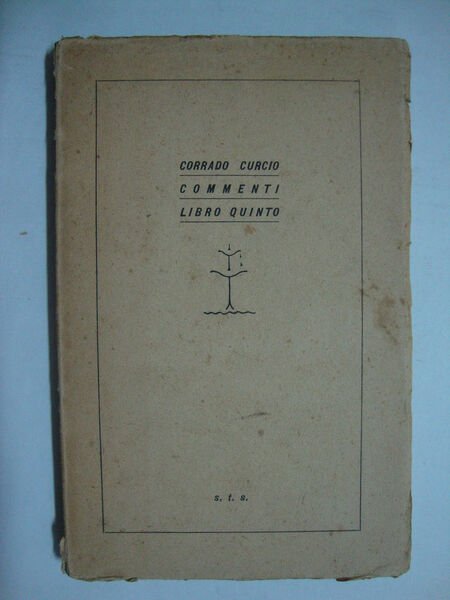 CORRADO CURCIO
COMMENTI
LIBRO QUINTO
s. t. s.